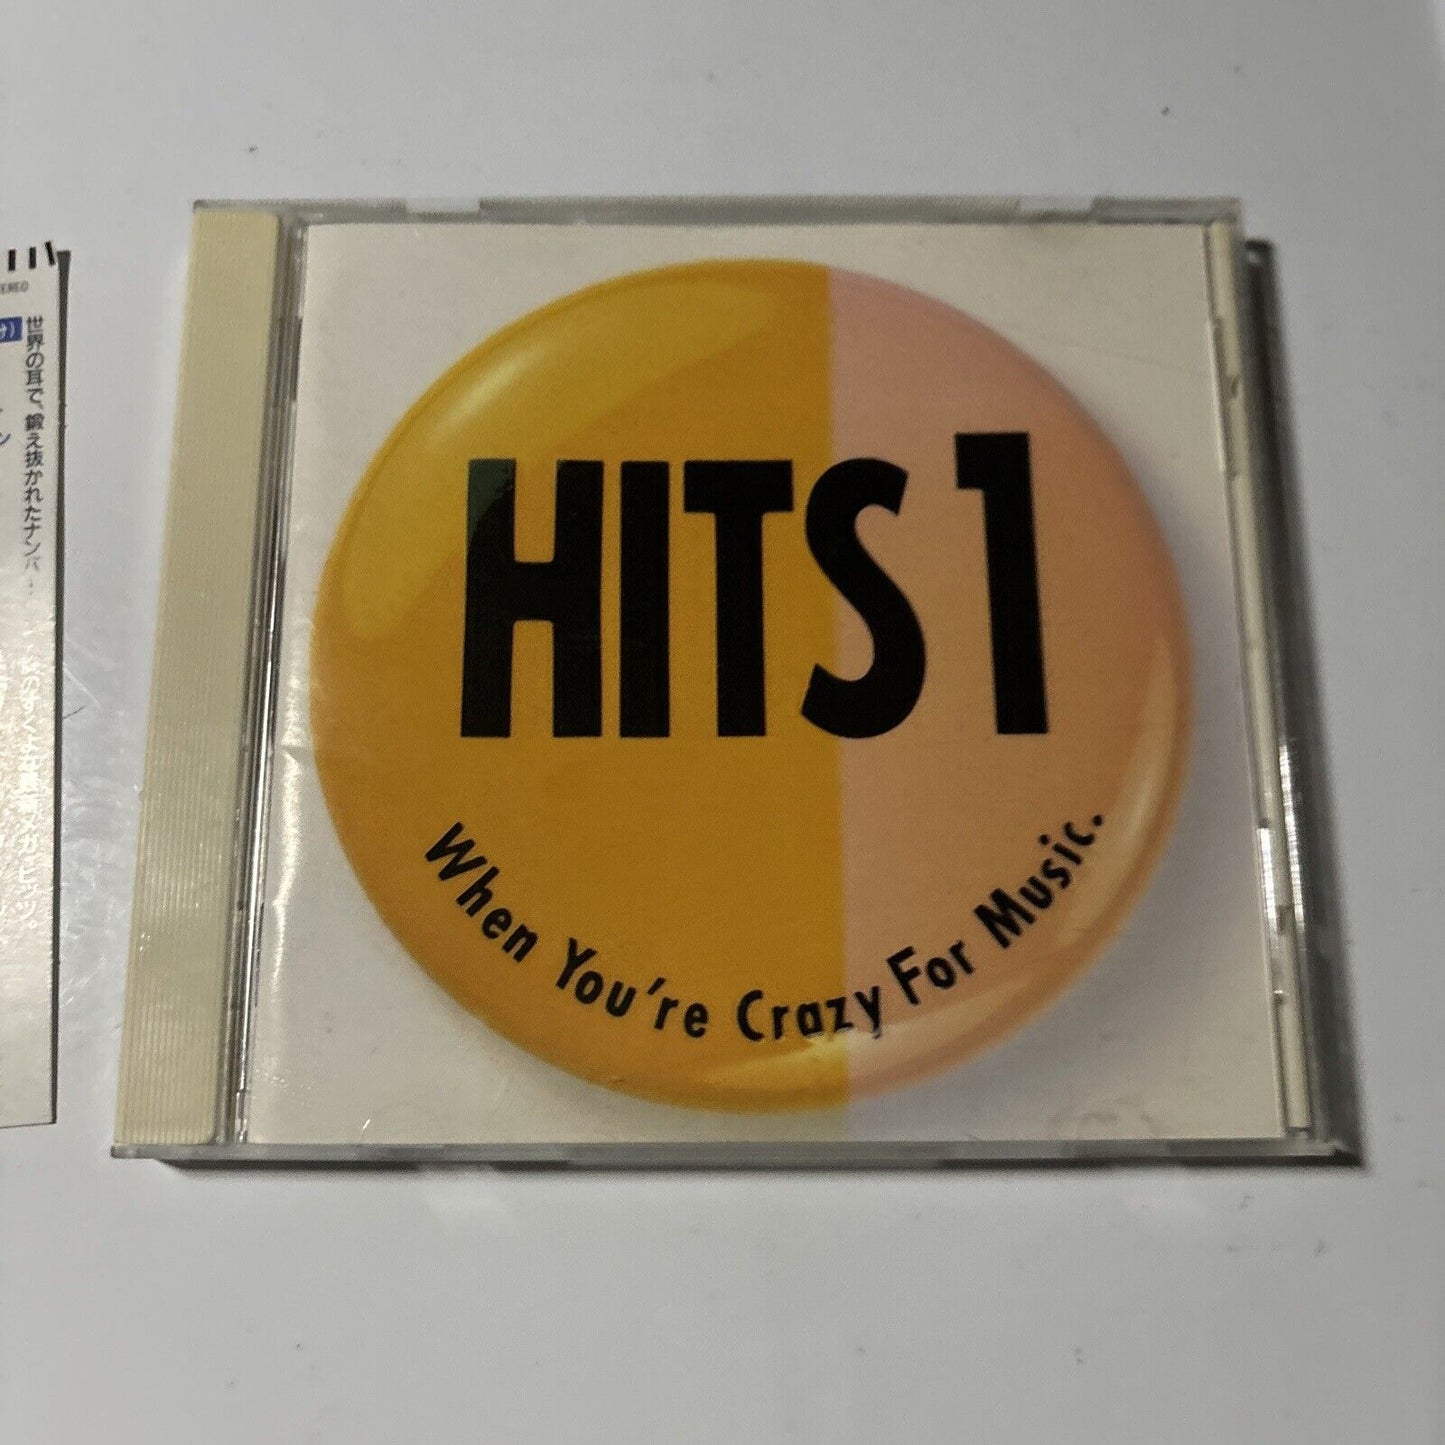 HITS 1
When You're Crazy For Music.
世界の耳で、鍛え抜かれたナンバ